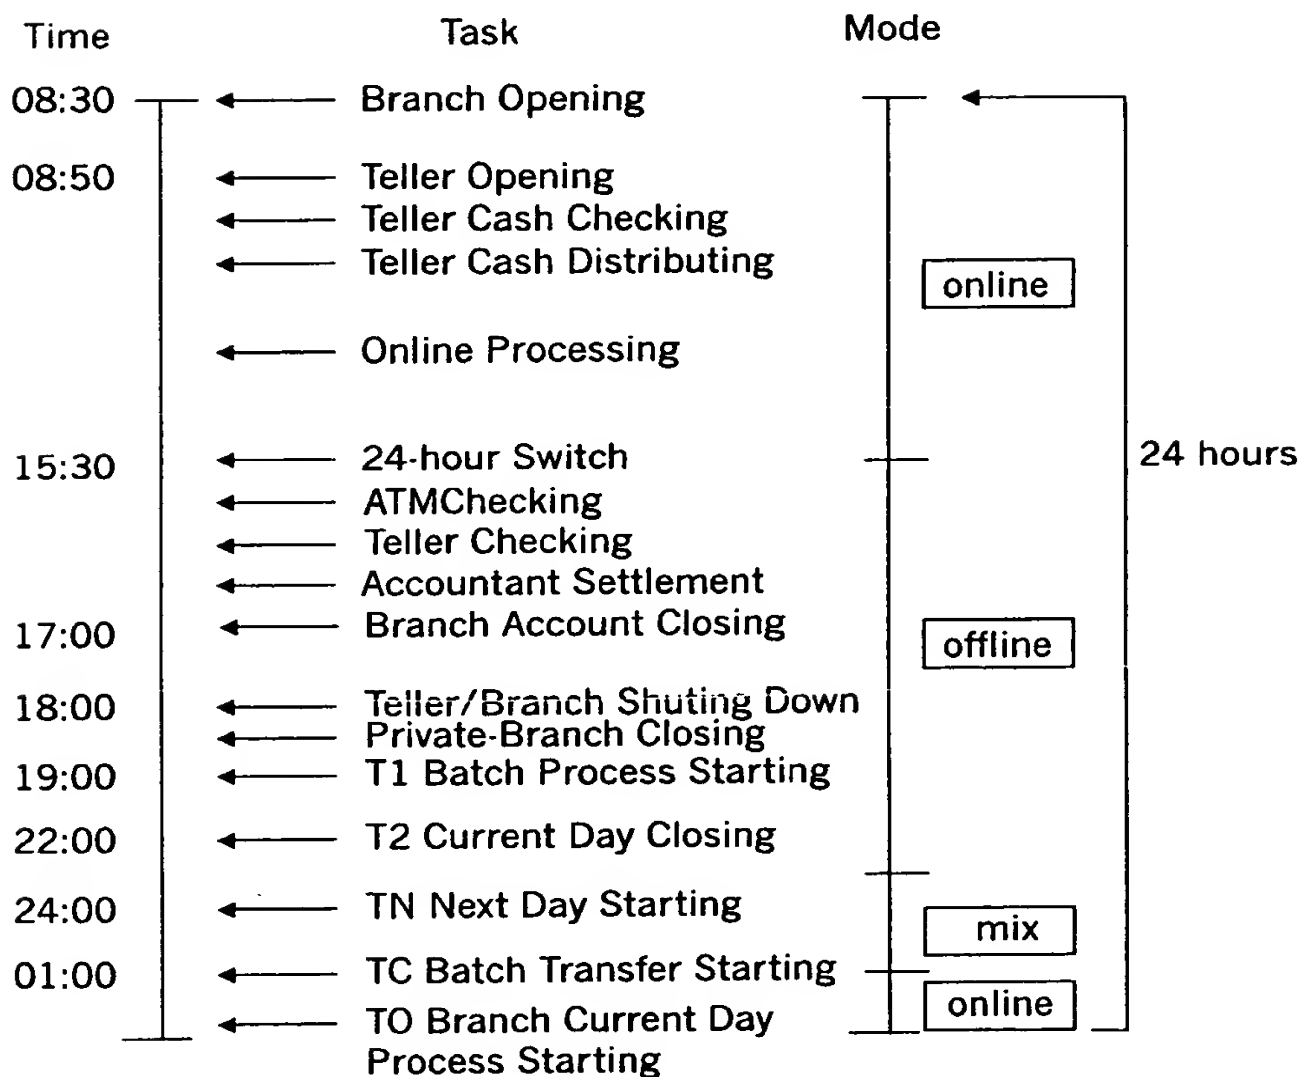 Time Task Mode
08:30 Branch Opening
08:50 Teller Opening
Teller Cash Checking
Teller Cash Distributing
online
Online Processing
15:30 24-hour Switch 24 hours
ATMChecking
Teller Checking
Accountant Settlement
17:00 Branch Account Closing
offline
18:00 Teller/Branch Shuting Down
Private-Branch Closing
19:00 T1 Batch Process Starting
22:00 T2 Current Day Closing
24:00 TN Next Day Starting
mix
01:00 TC Batch Transfer Starting
online
TO Branch Current Day
Process Starting